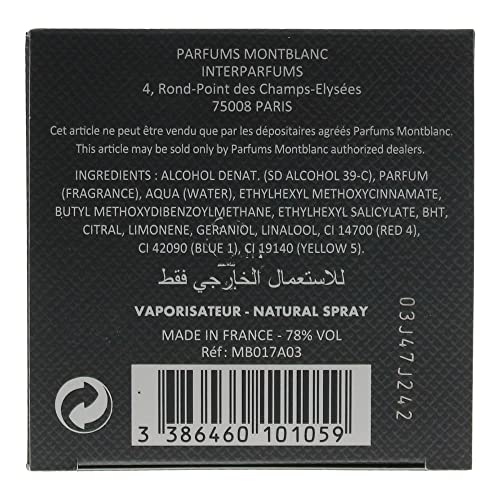 PARFUMS MONTBLANC
INTERPARFUMS
4, Rond-Point des Champs-Elysées
75008 PARIS
Cet article ne peut être vendu que par les dépositaires agréés Parfums Montblanc.
This article may be sold only by Parfums Montblanc authorized dealers.
INGREDIENTS : ALCOHOL DENAT. (SD ALCOHOL 39-C), PARFUM
(FRAGRANCE), AQUA (WATER), ETHYLHEXYL METHOXYCINNAMATE,
BUTYL METHOXYDIBENZOYLMETHANE, ETHYLHEXYL SALICYLATE, BHT,
CITRAL, LIMONENE, GERANIOL, LINALOOL, CI 14700 (RED 4),
CI 42090 (BLUE 1), CI 19140 (YELLOW 5).
للاستعمال الخارجي فقط
VAPORISATEUR - NATURAL SPRAY
MADE IN FRANCE - 78% VOL
Réf: MB017A03
3 386460 101059
03J47J242